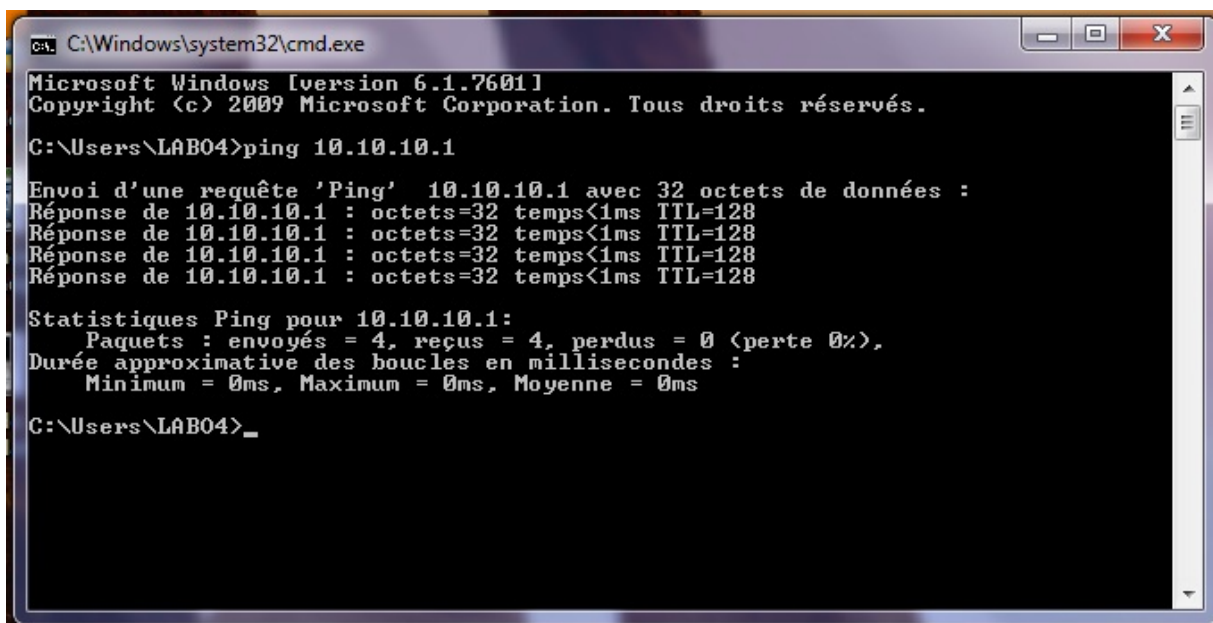 C:\Windows\system32\cmd.exe
Microsoft Windows [version 6.1.7601]
Copyright (c) 2009 Microsoft Corporation. Tous droits réservés.
C:\Users\LABO4>ping 10.10.10.1
Envoi d'une requête 'Ping'  10.10.10.1 avec 32 octets de données :
Réponse de 10.10.10.1 : octets=32 temps<1ms TTL=128
Réponse de 10.10.10.1 : octets=32 temps<1ms TTL=128
Réponse de 10.10.10.1 : octets=32 temps<1ms TTL=128
Réponse de 10.10.10.1 : octets=32 temps<1ms TTL=128
Statistiques Ping pour 10.10.10.1:
    Paquets : envoyés = 4, reçus = 4, perdus = 0 (perte 0%),
Durée approximative des boucles en millisecondes :
    Minimum = 0ms, Maximum = 0ms, Moyenne = 0ms
C:\Users\LABO4>_